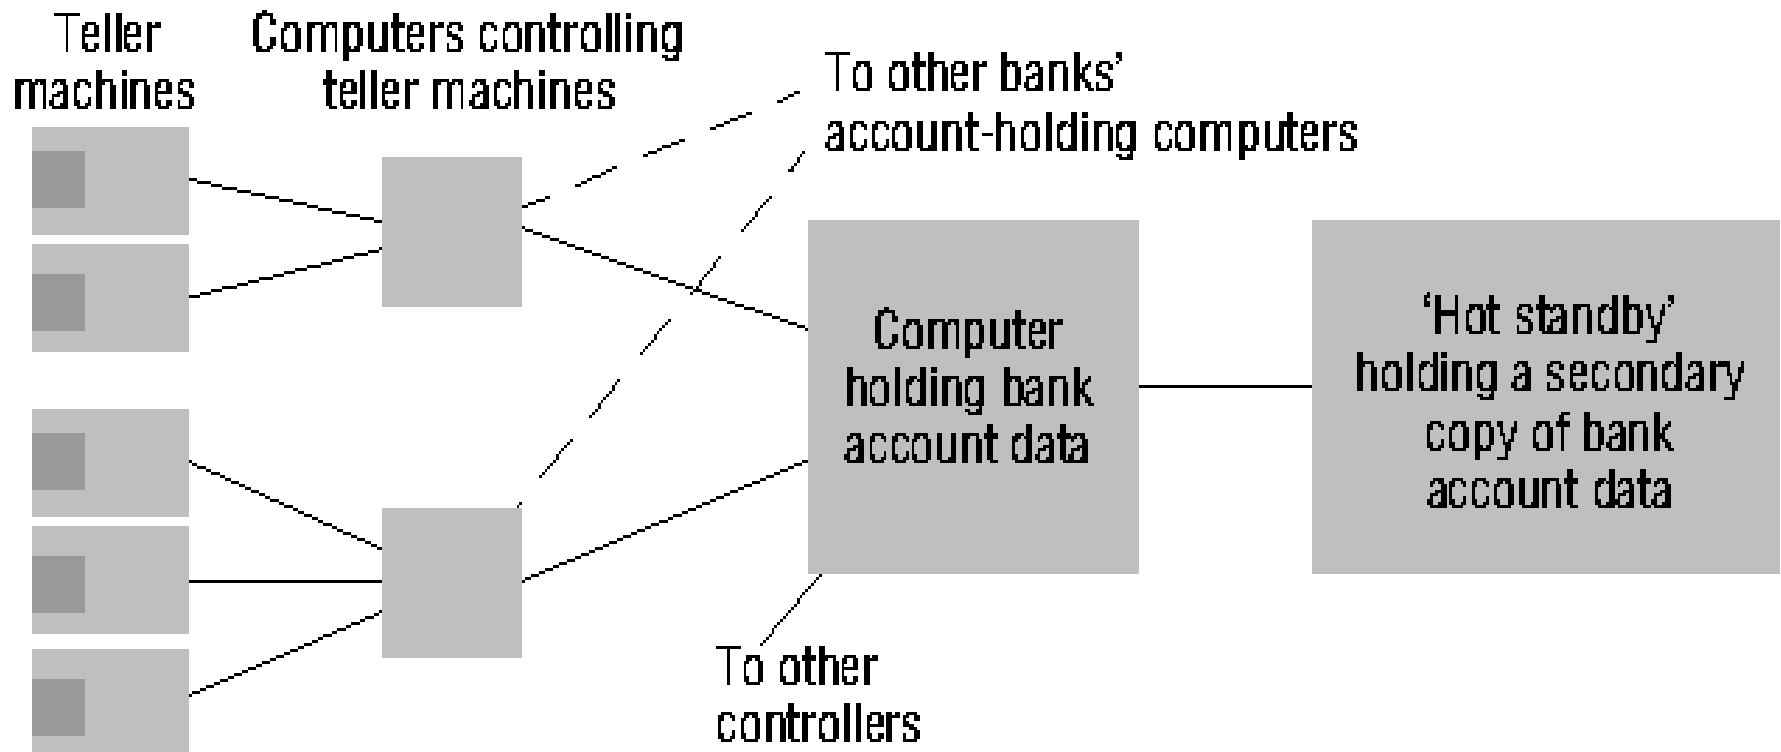 Teller
machines
Computers controlling
teller machines
To other banks’
account-holding computers
Computer
holding bank
account data
‘Hot standby’
holding a secondary
copy of bank
account data
To other
controllers